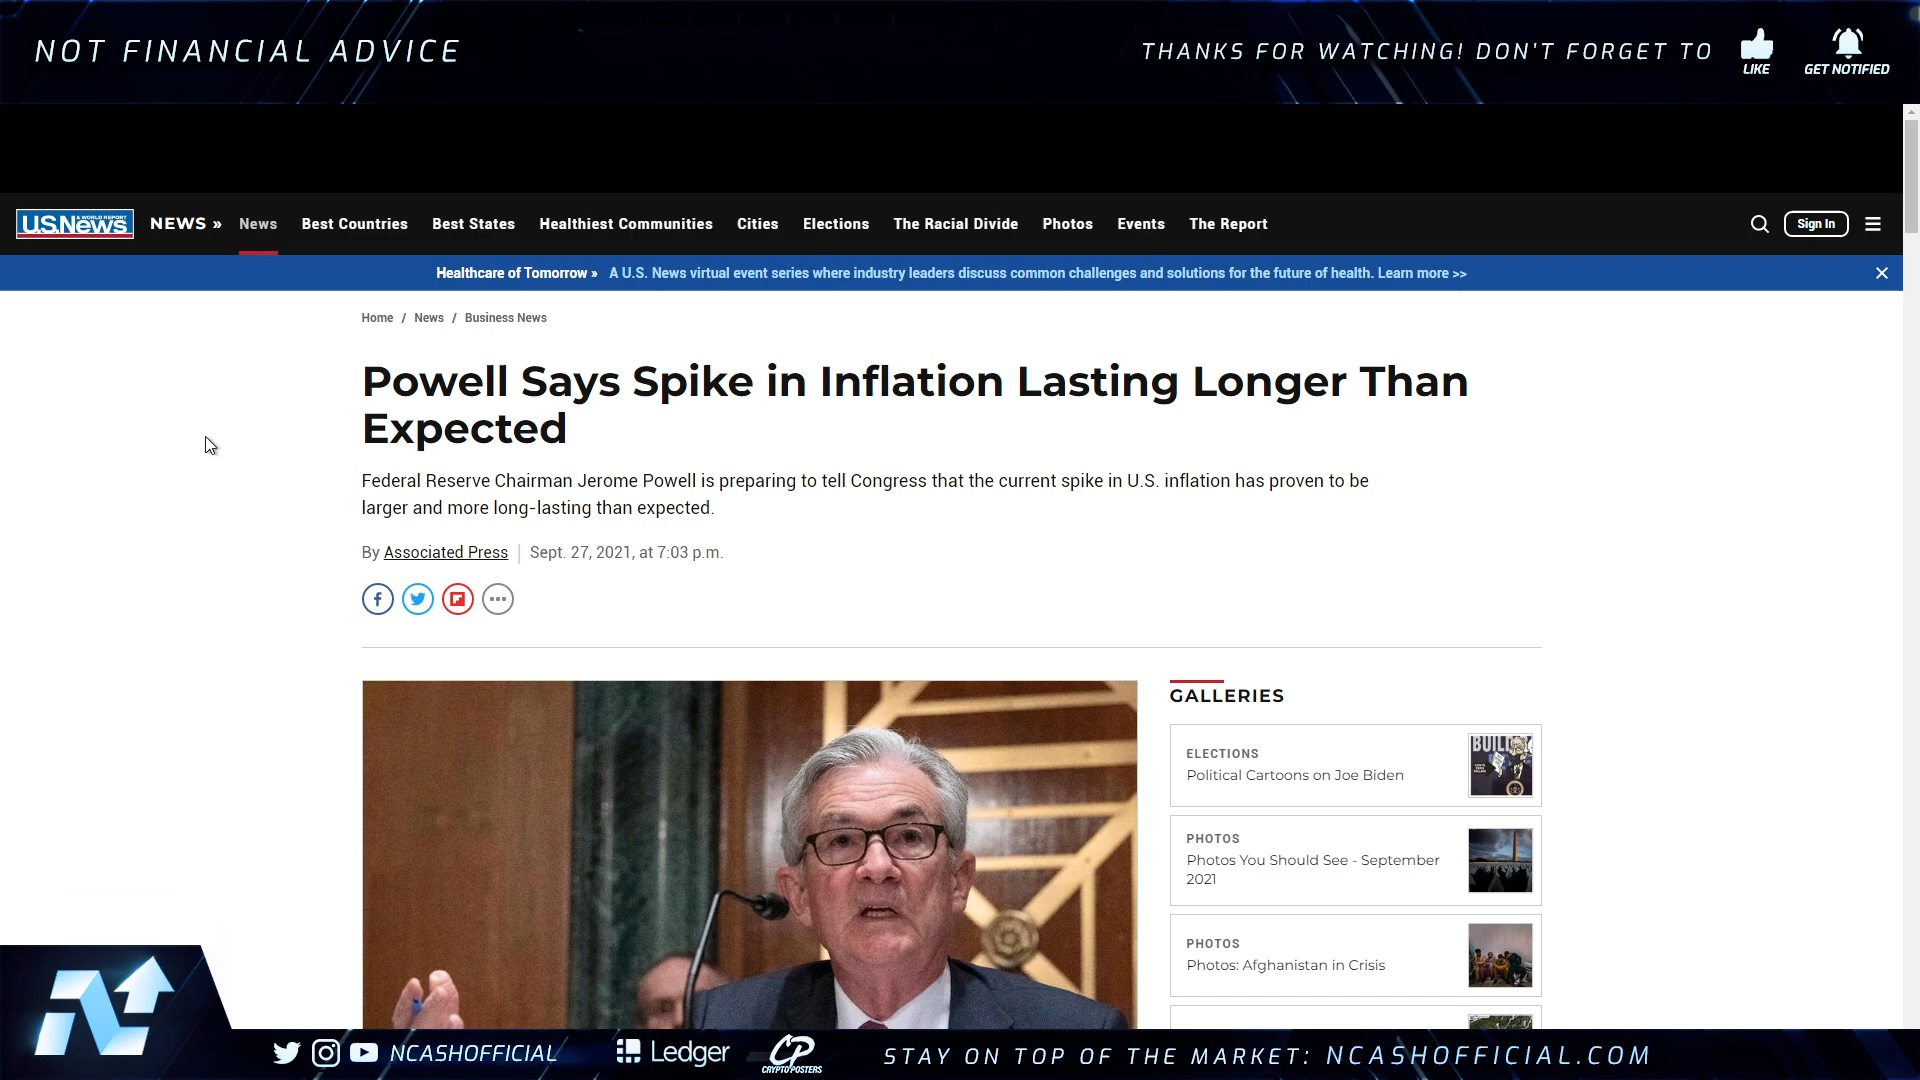 NOT FINANCIAL ADVICE
THANKS FOR WATCHING! DON'T FORGET TO
LIKE
GET NOTIFIED
U.S.News
& WORLD REPORT
NEWS »
News
Best Countries
Best States
Healthiest Communities
Cities
Elections
The Racial Divide
Photos
Events
The Report
Sign In
Healthcare of Tomorrow » A U.S. News virtual event series where industry leaders discuss common challenges and solutions for the future of health. Learn more >>
Home / News / Business News
Powell Says Spike in Inflation Lasting Longer Than
Expected
Federal Reserve Chairman Jerome Powell is preparing to tell Congress that the current spike in U.S. inflation has proven to be
larger and more long-lasting than expected.
By Associated Press | Sept. 27, 2021, at 7:03 p.m.
GALLERIES
ELECTIONS
Political Cartoons on Joe Biden
PHOTOS
Photos You Should See - September
2021
PHOTOS
Photos: Afghanistan in Crisis
NCASHOFFICIAL
Ledger
CP
CRYPTOPOSTERS
STAY ON TOP OF THE MARKET: NCASHOFFICIAL.COM